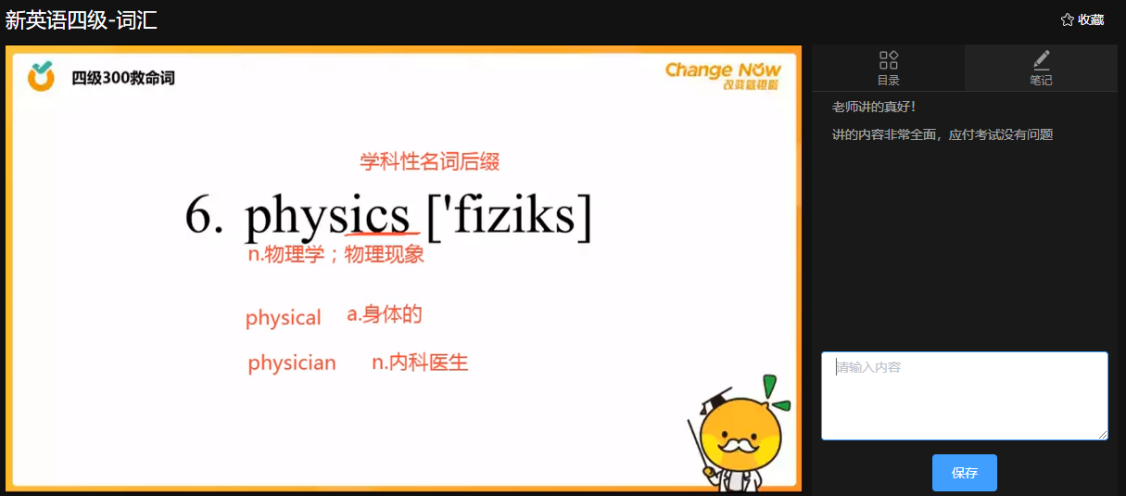 新英语四级-词汇
收藏
四级300救命词
Change Now
改变自想能
目录
笔记
老师讲的真好！
讲的内容非常全面，应付考试没有问题
学科性名词后缀
6. physics ['fiziks]
n.物理学；物理现象
physical a.身体的
physician n.内科医生
请输入内容
保存